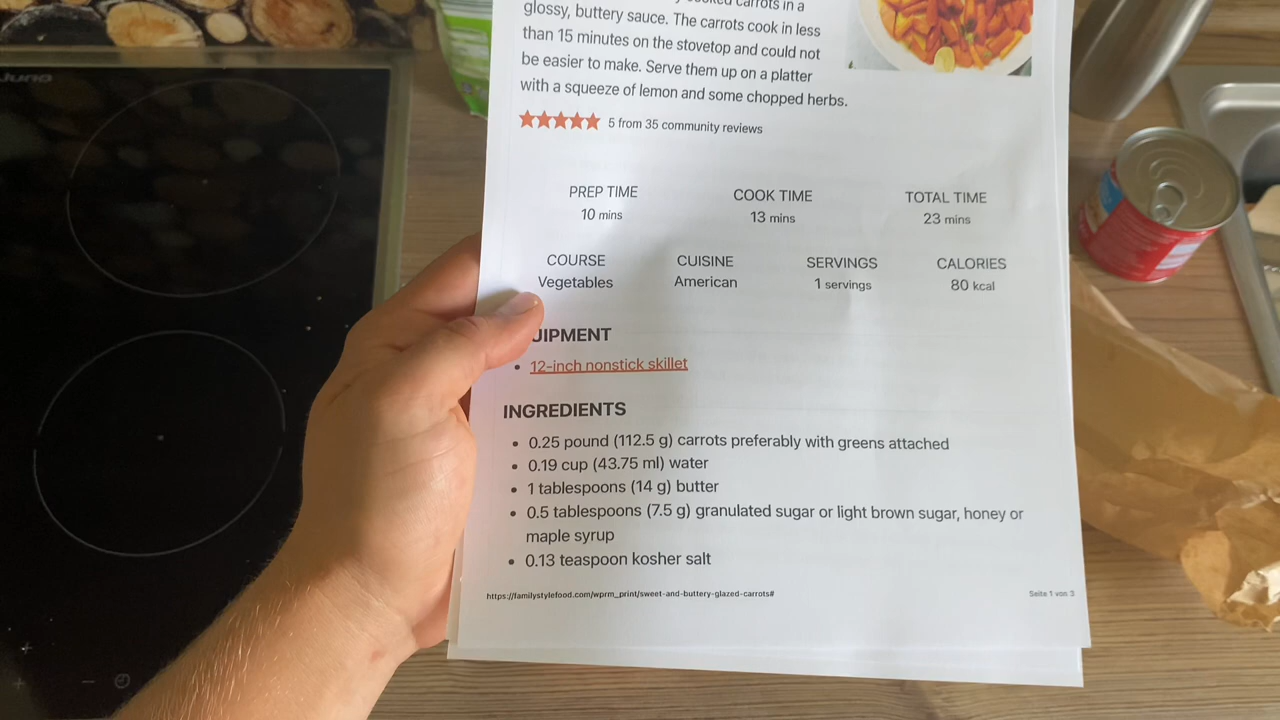 Juno
cooked carrots in a
glossy, buttery sauce. The carrots cook in less
than 15 minutes on the stovetop and could not
be easier to make. Serve them up on a platter
with a squeeze of lemon and some chopped herbs.
5 from 35 community reviews
PREP TIME COOK TIME TOTAL TIME
10 mins 13 mins 23 mins
COURSE CUISINE SERVINGS CALORIES
Vegetables American 1 servings 80 kcal
UIPMENT
• 12-inch nonstick skillet
INGREDIENTS
• 0.25 pound (112.5 g) carrots preferably with greens attached
• 0.19 cup (43.75 ml) water
• 1 tablespoons (14 g) butter
• 0.5 tablespoons (7.5 g) granulated sugar or light brown sugar, honey or
maple syrup
• 0.13 teaspoon kosher salt
https://familystylefood.com/wprm_print/sweet-and-buttery-glazed-carrots# Seite 1 von 3